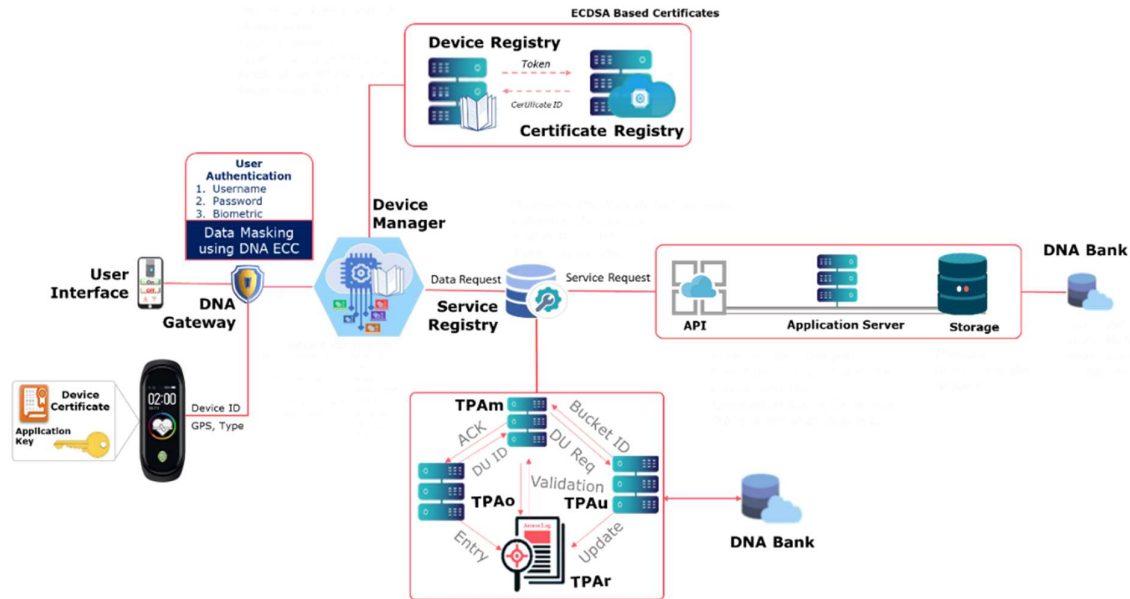 ECDSA Based Certificates
Device Registry
Token
Certificate ID
Certificate Registry
User
Authentication
1. Username
2. Password
3. Biometric
Data Masking
using DNA ECC
Device
Manager
User
Interface
DNA
Gateway
Data Request
Service
Registry
Service Request
API
Application Server
Storage
DNA Bank
Device
Certificate
Application
Key
02:00
Device ID
GPS, Type
TPAm
ACK
DU ID
Bucket ID
DU Req
Validation
TPAo
TPAu
Entry
Access Log
Update
TPAr
DNA Bank